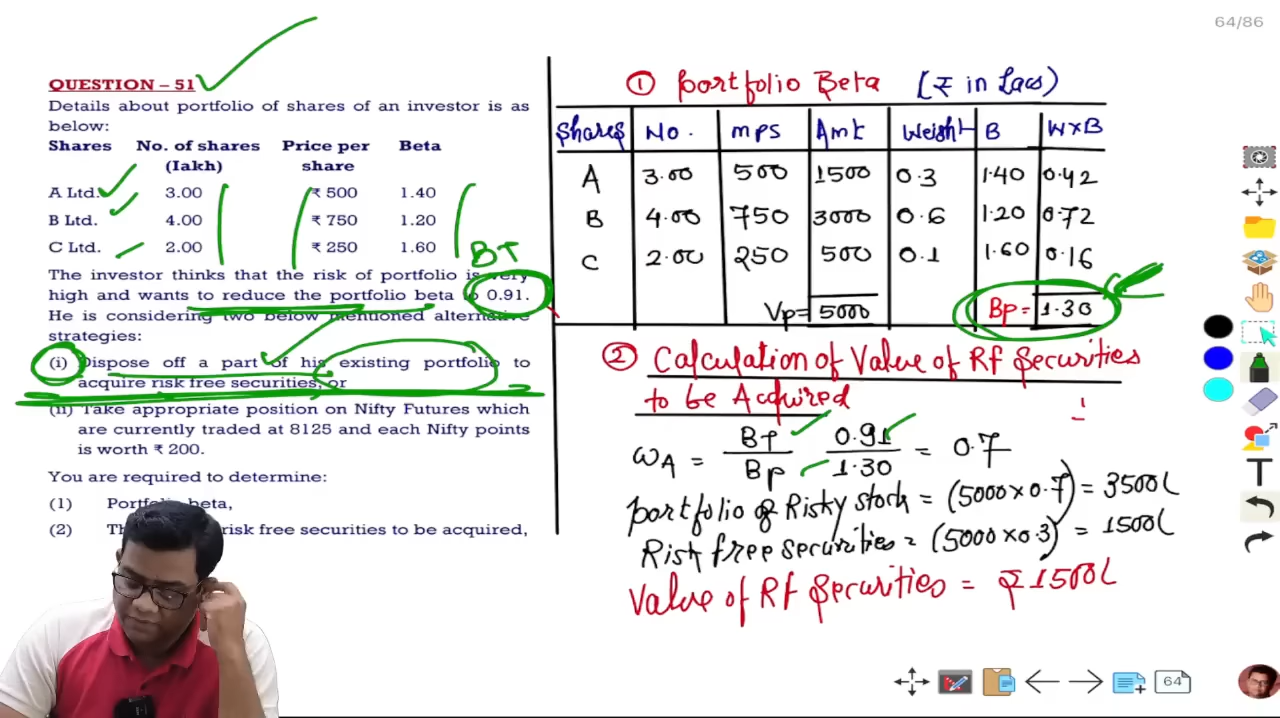 64/86
QUESTION – 51
Details about portfolio of shares of an investor is as
below:
Shares No. of shares Price per Beta
(lakh) share
A Ltd. 3.00 ₹ 500 1.40
B Ltd. 4.00 ₹ 750 1.20
C Ltd. 2.00 ₹ 250 1.60
BT
The investor thinks that the risk of portfolio is very
high and wants to reduce the portfolio beta to 0.91.
He is considering two below mentioned alternative
strategies:
(i) Dispose off a part of his existing portfolio to
acquire risk free securities, or
(ii) Take appropriate position on Nifty Futures which
are currently traded at 8125 and each Nifty points
is worth ₹ 200.
You are required to determine:
(1) Portfolio beta,
(2) risk free securities to be acquired,
① Portfolio Beta (₹ in Lacs)
Shares No. MPS Amt Weight B W×B
A 3.00 500 1500 0.3 1.40 0.42
B 4.00 750 3000 0.6 1.20 0.72
C 2.00 250 500 0.1 1.60 0.16
Vp= 5000 Bp= 1.30
② Calculation of Value of Rf Securities
to be Acquired :
WA = BT/Bp 0.91/1.30 = 0.7
Portfolio of Risky stock = (5000×0.7) = 3500L
Risk free securities = (5000×0.3) = 1500L
Value of Rf Securities = ₹1500L
64